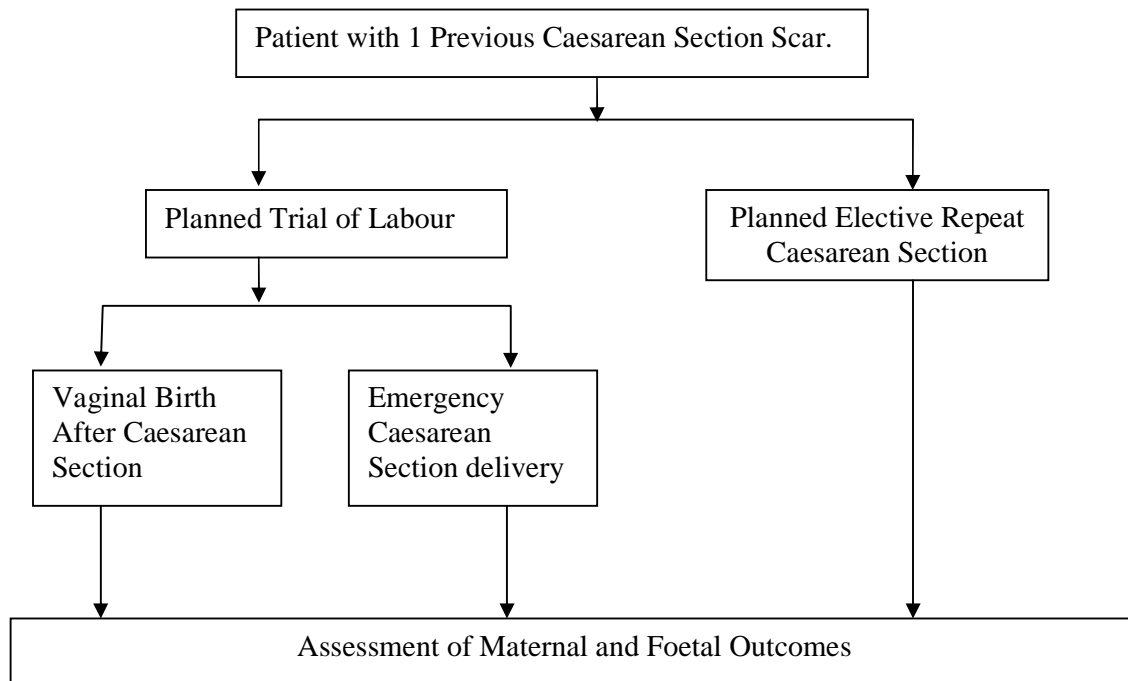 Patient with 1 Previous Caesarean Section Scar.
Planned Trial of Labour
Planned Elective Repeat
Caesarean Section
Vaginal Birth
After Caesarean
Section
Emergency
Caesarean
Section delivery
Assessment of Maternal and Foetal Outcomes